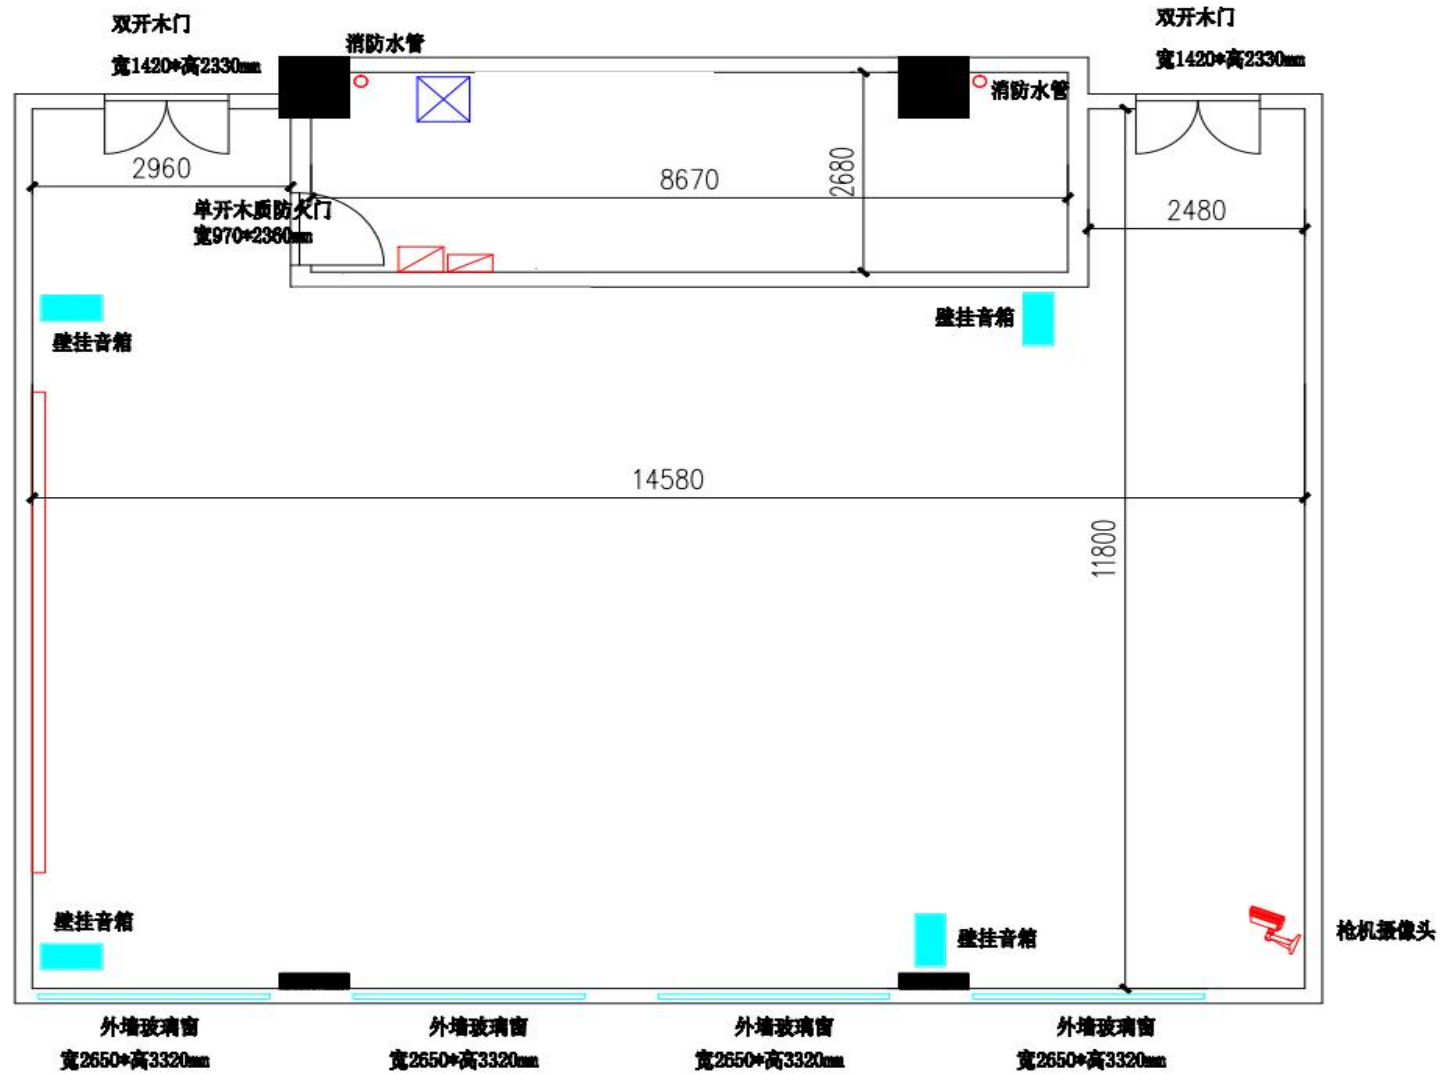 双开木门
宽1420*高2330mm
消防水管
双开木门
宽1420*高2330mm
消防水管
2960
8670
2680
2480
单开木质防火门
宽970*2360mm
壁挂音箱
壁挂音箱
14580
11800
壁挂音箱
壁挂音箱
枪机摄像头
外墙玻璃窗
宽2650*高3320mm
外墙玻璃窗
宽2650*高3320mm
外墙玻璃窗
宽2650*高3320mm
外墙玻璃窗
宽2650*高3320mm